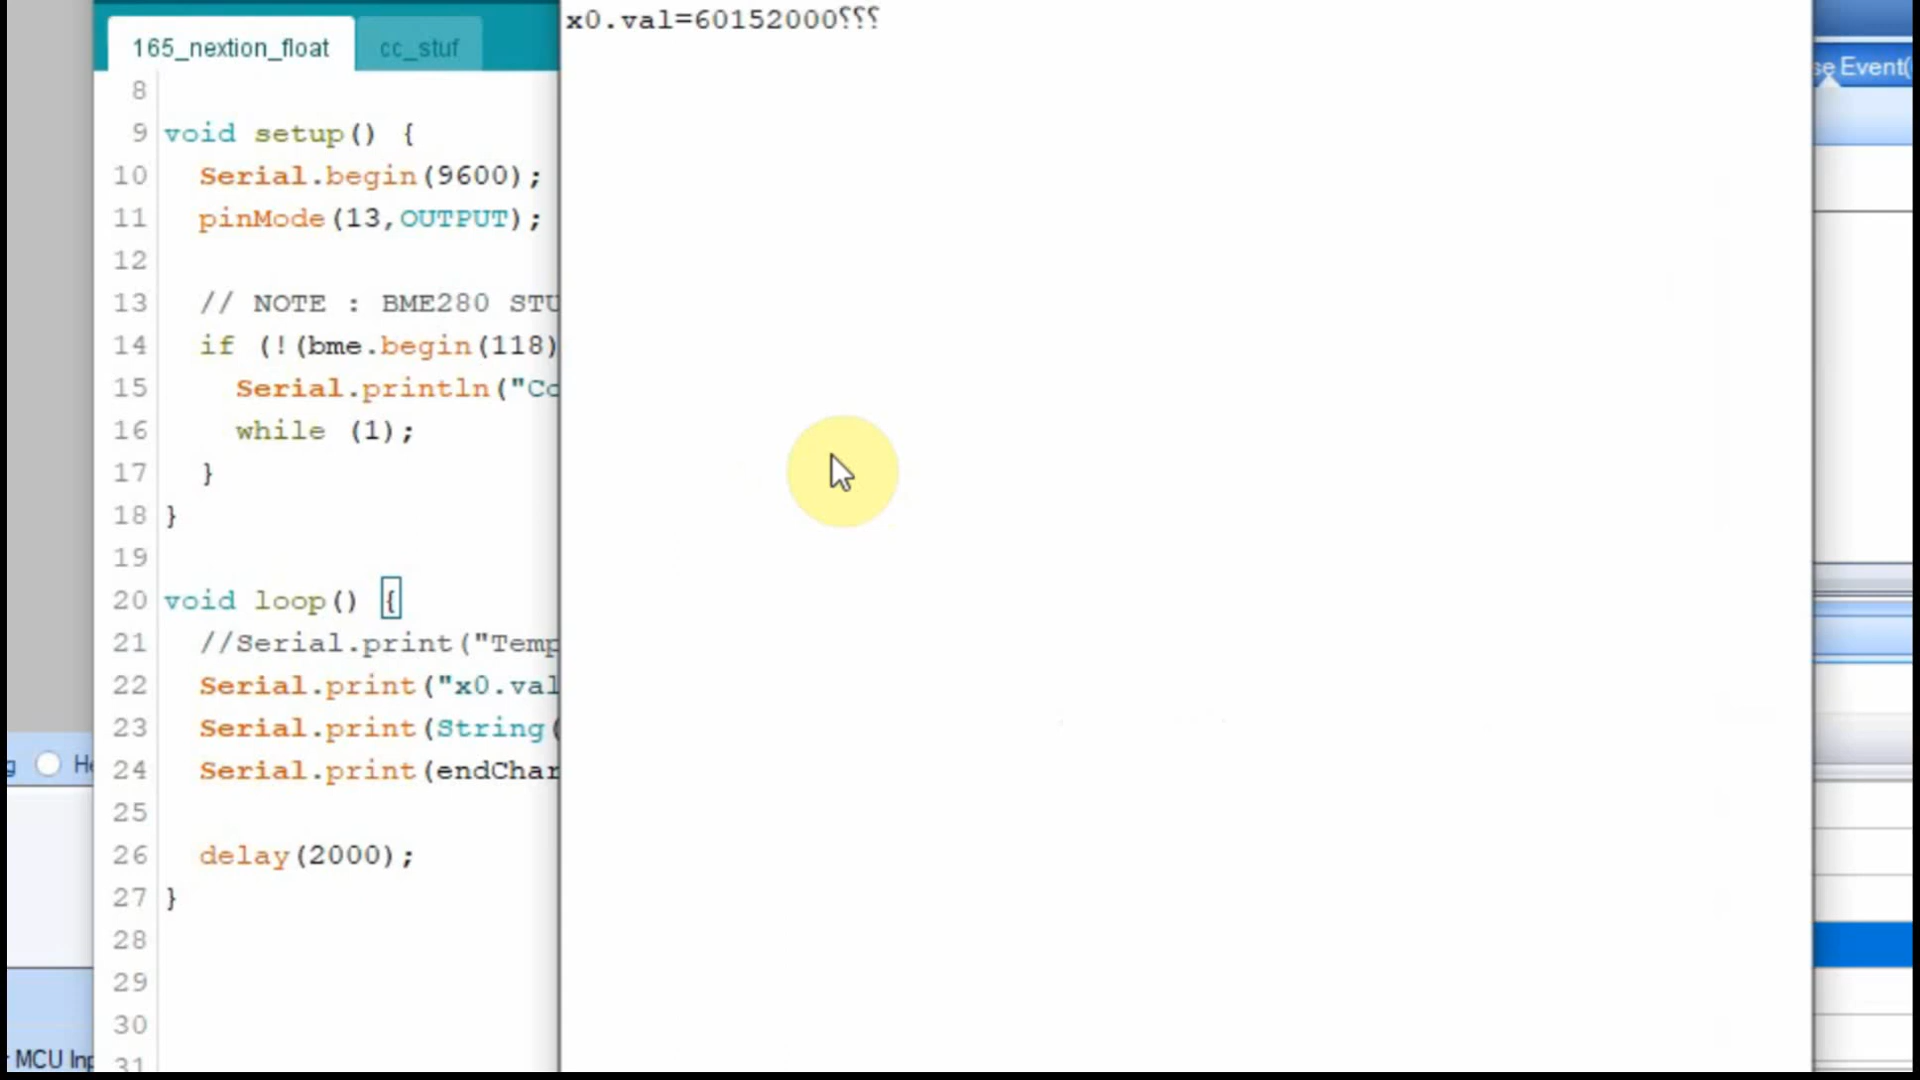 165_nextion_float
cc_stuf
8
9 void setup() {
10 Serial.begin(9600);
11 pinMode(13,OUTPUT);
12
13 // NOTE : BME280 STU
14 if (!(bme.begin(118)
15 Serial.println("Co
16 while (1);
17 }
18 }
19
20 void loop() {
21 //Serial.print("Temp
22 Serial.print("x0.val
23 Serial.print(String(
24 Serial.print(endChar
25
26 delay(2000);
27 }
28
29
30
31
x0.val=60152000⸮⸮⸮
se Event(
g
He
r MCU Inp